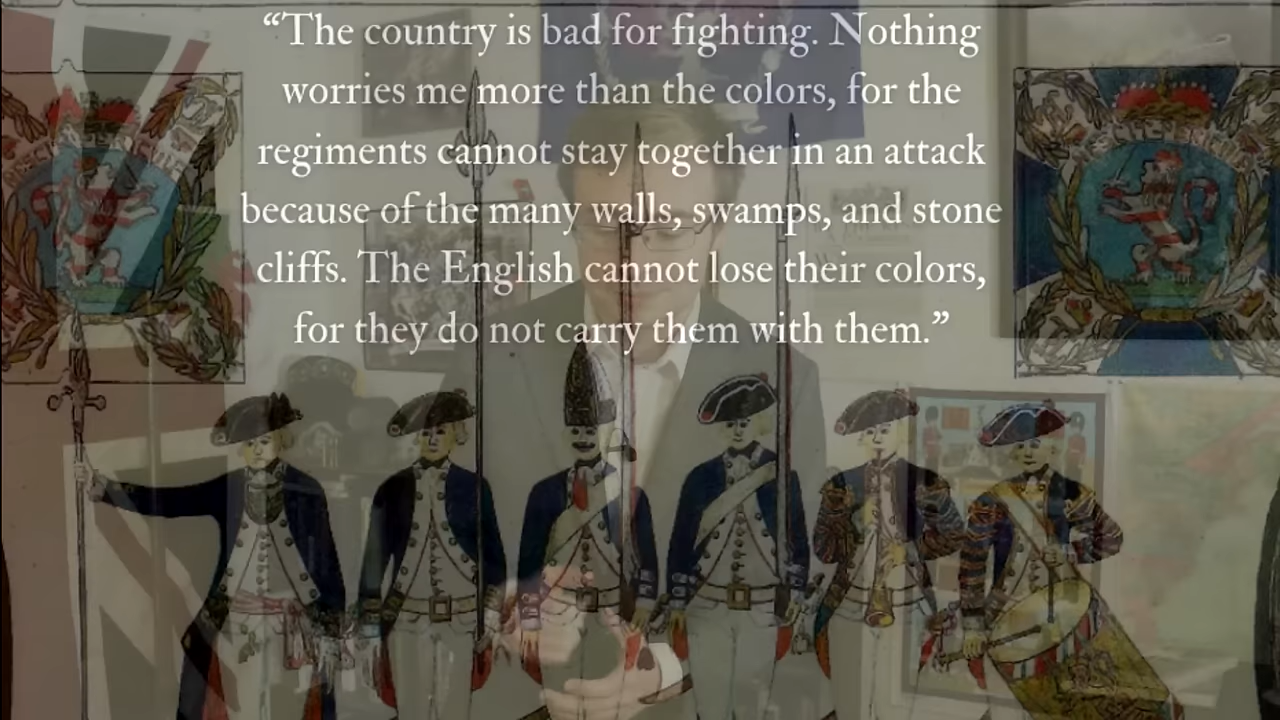 “The country is bad for fighting. Nothing
worries me more than the colors, for the
regiments cannot stay together in an attack
because of the many walls, swamps, and stone
cliffs. The English cannot lose their colors,
for they do not carry them with them.”